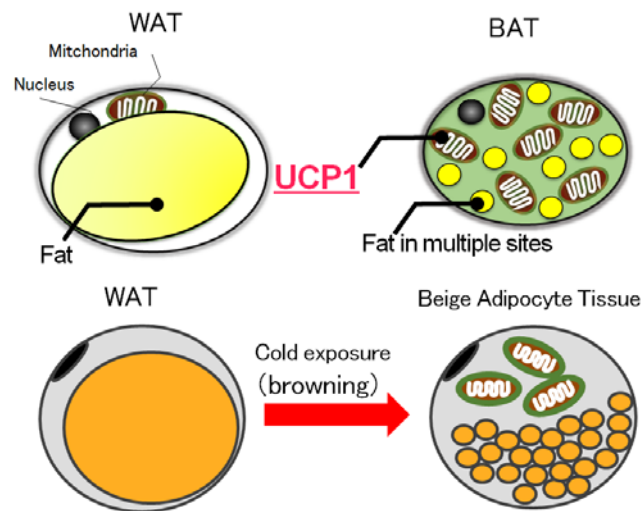 WAT
BAT
Mitchondria
Nucleus
UCP1
Fat
Fat in multiple sites
WAT
Beige Adipocyte Tissue
Cold exposure
(browning)